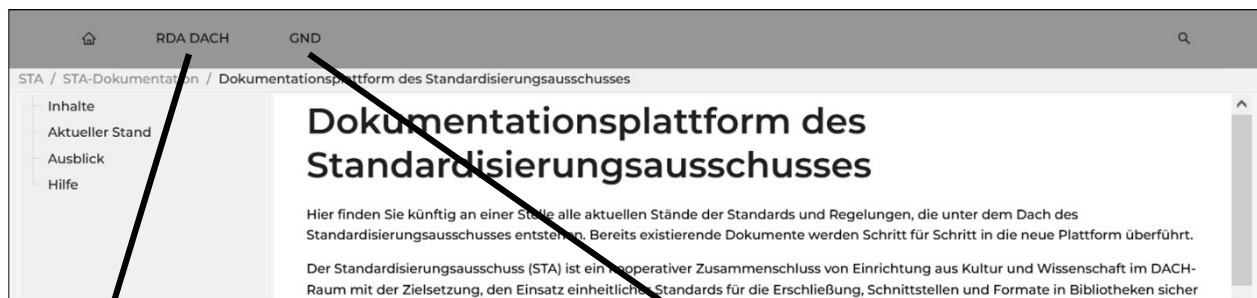 RDA DACH GND
STA / STA-Dokumentation / Dokumentationsplattform des Standardisierungsausschusses
Inhalte
Aktueller Stand
Ausblick
Hilfe
Dokumentationsplattform des
Standardisierungsausschusses
Hier finden Sie künftig an einer Stelle alle aktuellen Stände der Standards und Regelungen, die unter dem Dach des
Standardisierungsausschusses entstehen. Bereits existierende Dokumente werden Schritt für Schritt in die neue Plattform überführt.
Der Standardisierungsausschuss (STA) ist ein kooperativer Zusammenschluss von Einrichtung aus Kultur und Wissenschaft im DACH-
Raum mit der Zielsetzung, den Einsatz einheitlicher Standards für die Erschließung, Schnittstellen und Formate in Bibliotheken sicher